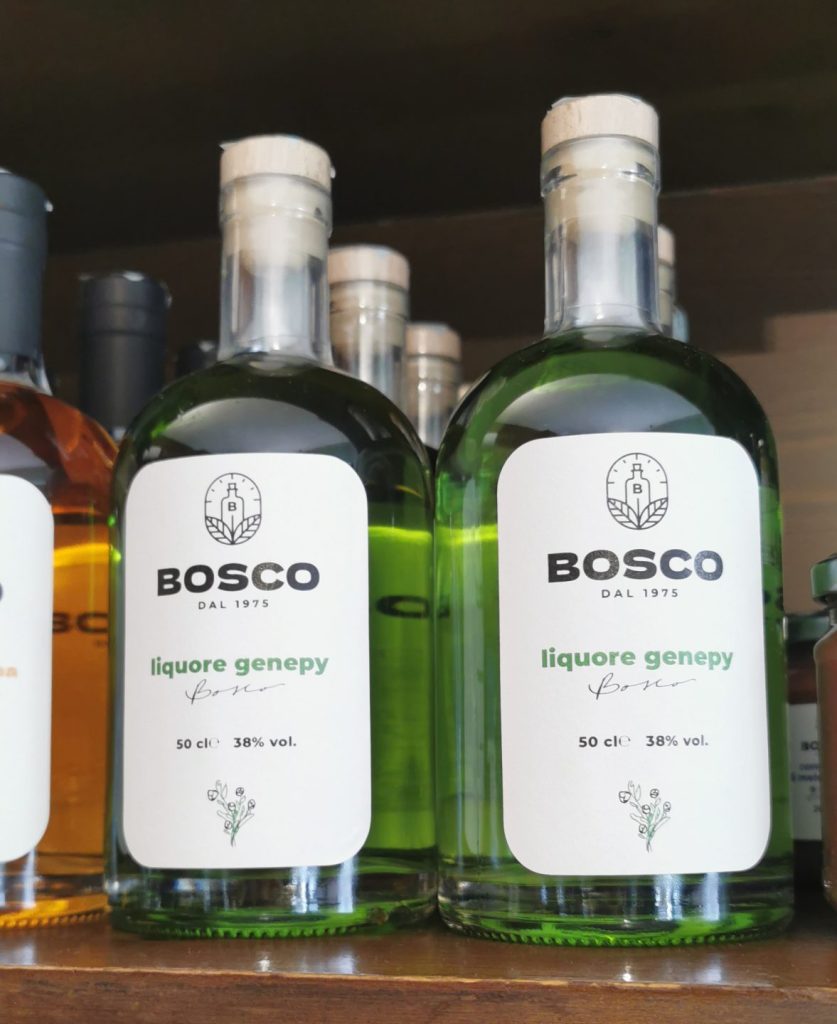 B
BOSCO
DAL 1975
liquore genepy
Bosco
50 cl℮ 38% vol.
B
BOSCO
DAL 1975
liquore genepy
Bosco
50 cl℮ 38% vol.